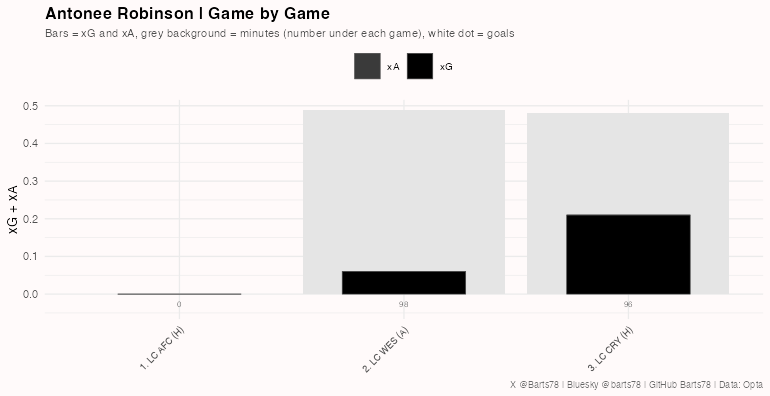 Antonee Robinson | Game by Game
Bars = xG and xA, grey background = minutes (number under each game), white dot = goals
xA xG
xG + xA
0.5
0.4
0.3
0.2
0.1
0.0
0 98 96
1. LC AFC (H) 2. LC WES (A) 3. LC CRY (H)
X @Barts78 | Bluesky @barts78 | GitHub Barts78 | Data: Opta